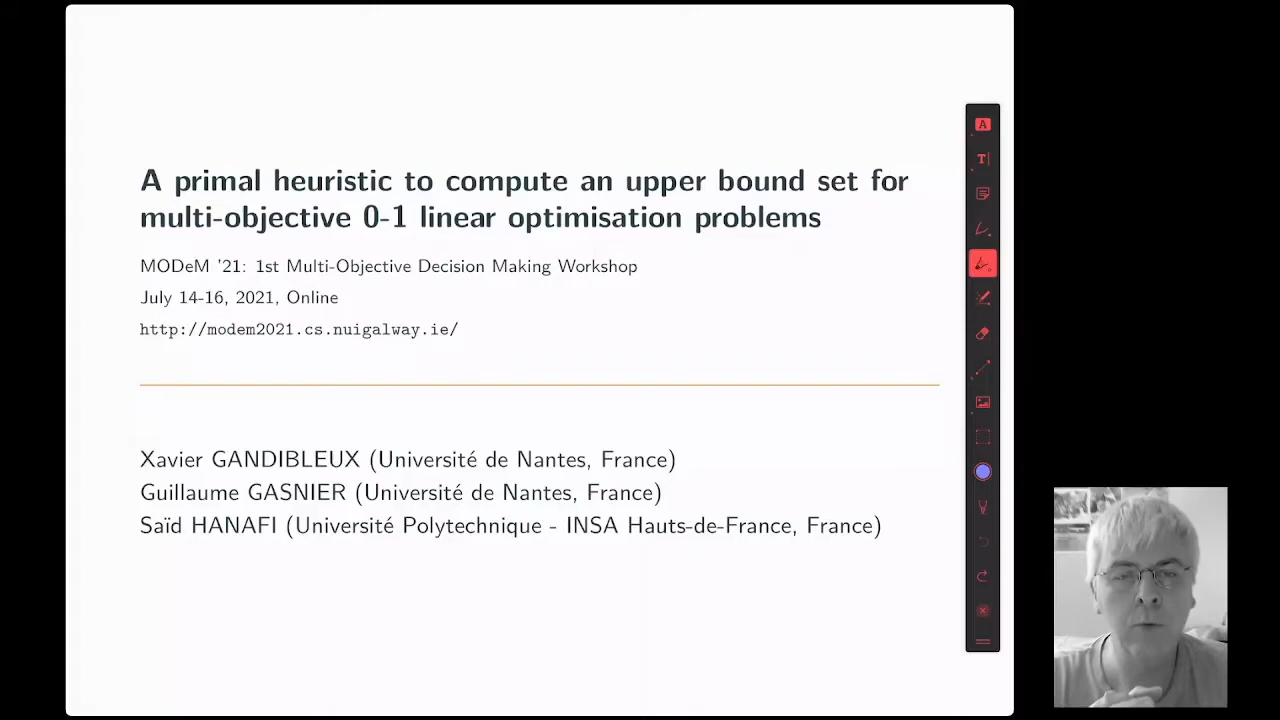 A primal heuristic to compute an upper bound set for
multi-objective 0-1 linear optimisation problems
MODeM '21: 1st Multi-Objective Decision Making Workshop
July 14-16, 2021, Online
http://modem2021.cs.nuigalway.ie/
Xavier GANDIBLEUX (Université de Nantes, France)
Guillaume GASNIER (Université de Nantes, France)
Saïd HANAFI (Université Polytechnique - INSA Hauts-de-France, France)
A
T